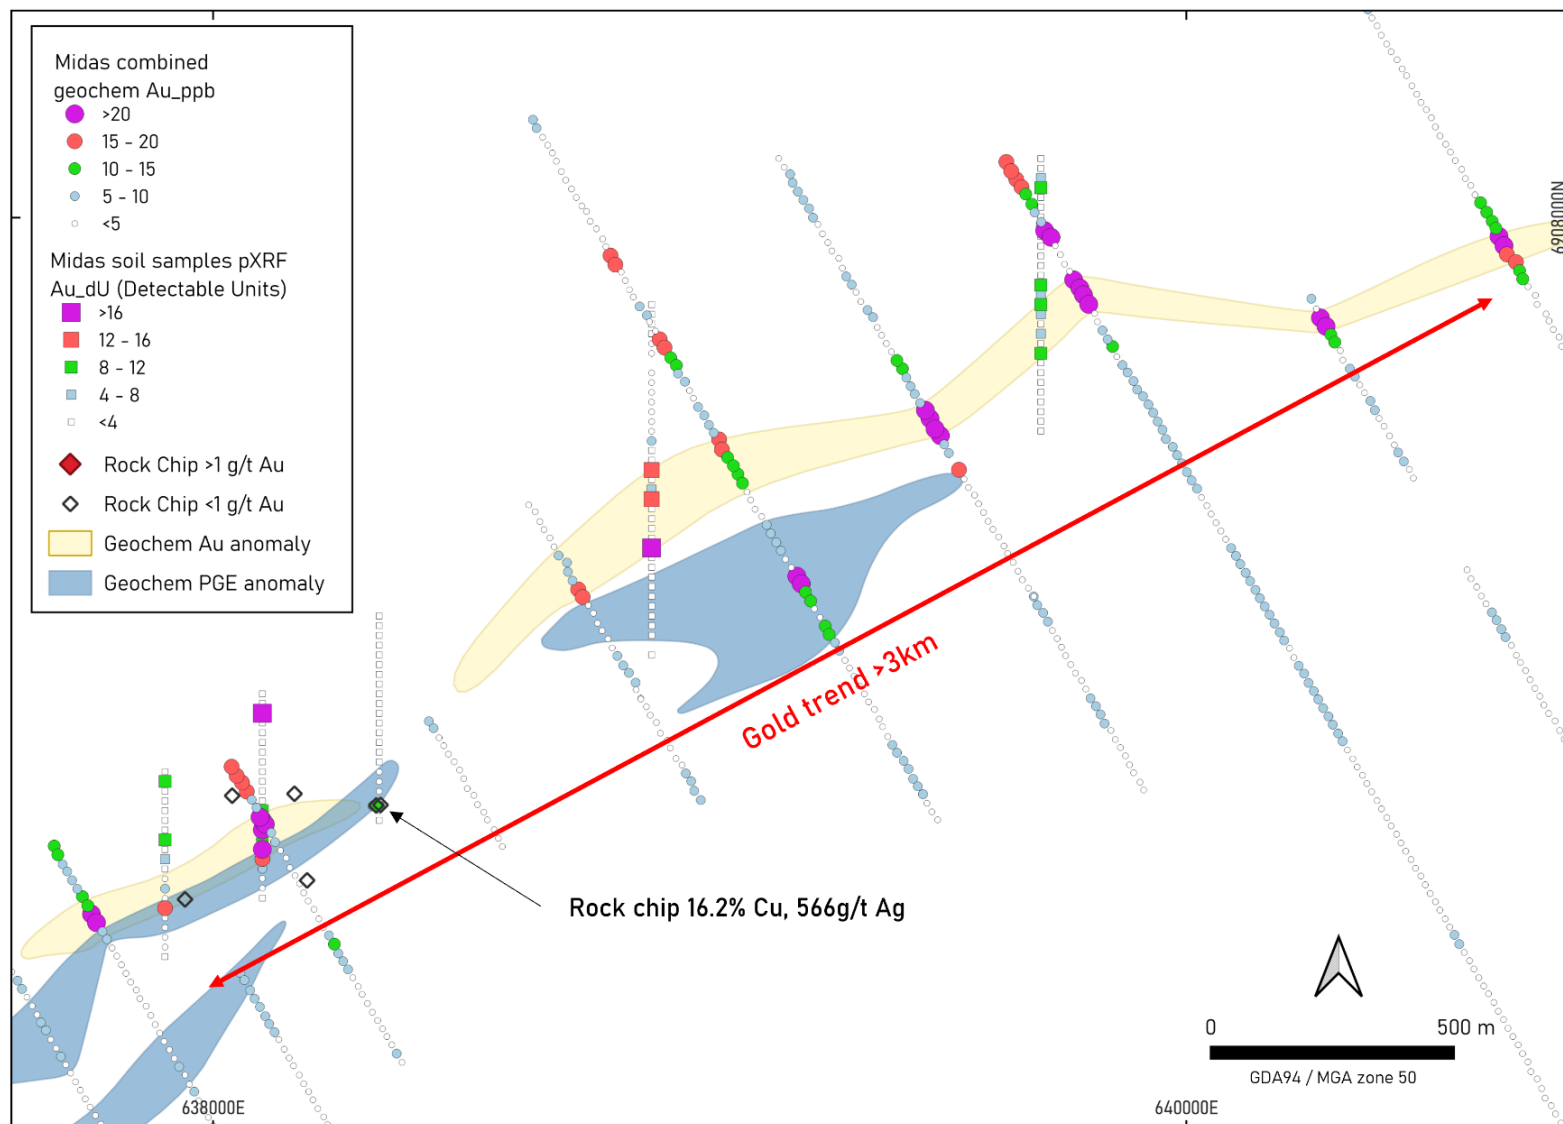 Midas combined
geochem Au_ppb
>20
15 - 20
10 - 15
5 - 10
<5
Midas soil samples pXRF
Au_dU (Detectable Units)
>16
12 - 16
8 - 12
4 - 8
<4
Rock Chip >1 g/t Au
Rock Chip <1 g/t Au
Geochem Au anomaly
Geochem PGE anomaly
6908000N
Gold trend >3km
Rock chip 16.2% Cu, 566g/t Ag
0 500 m
GDA94 / MGA zone 50
638000E
640000E